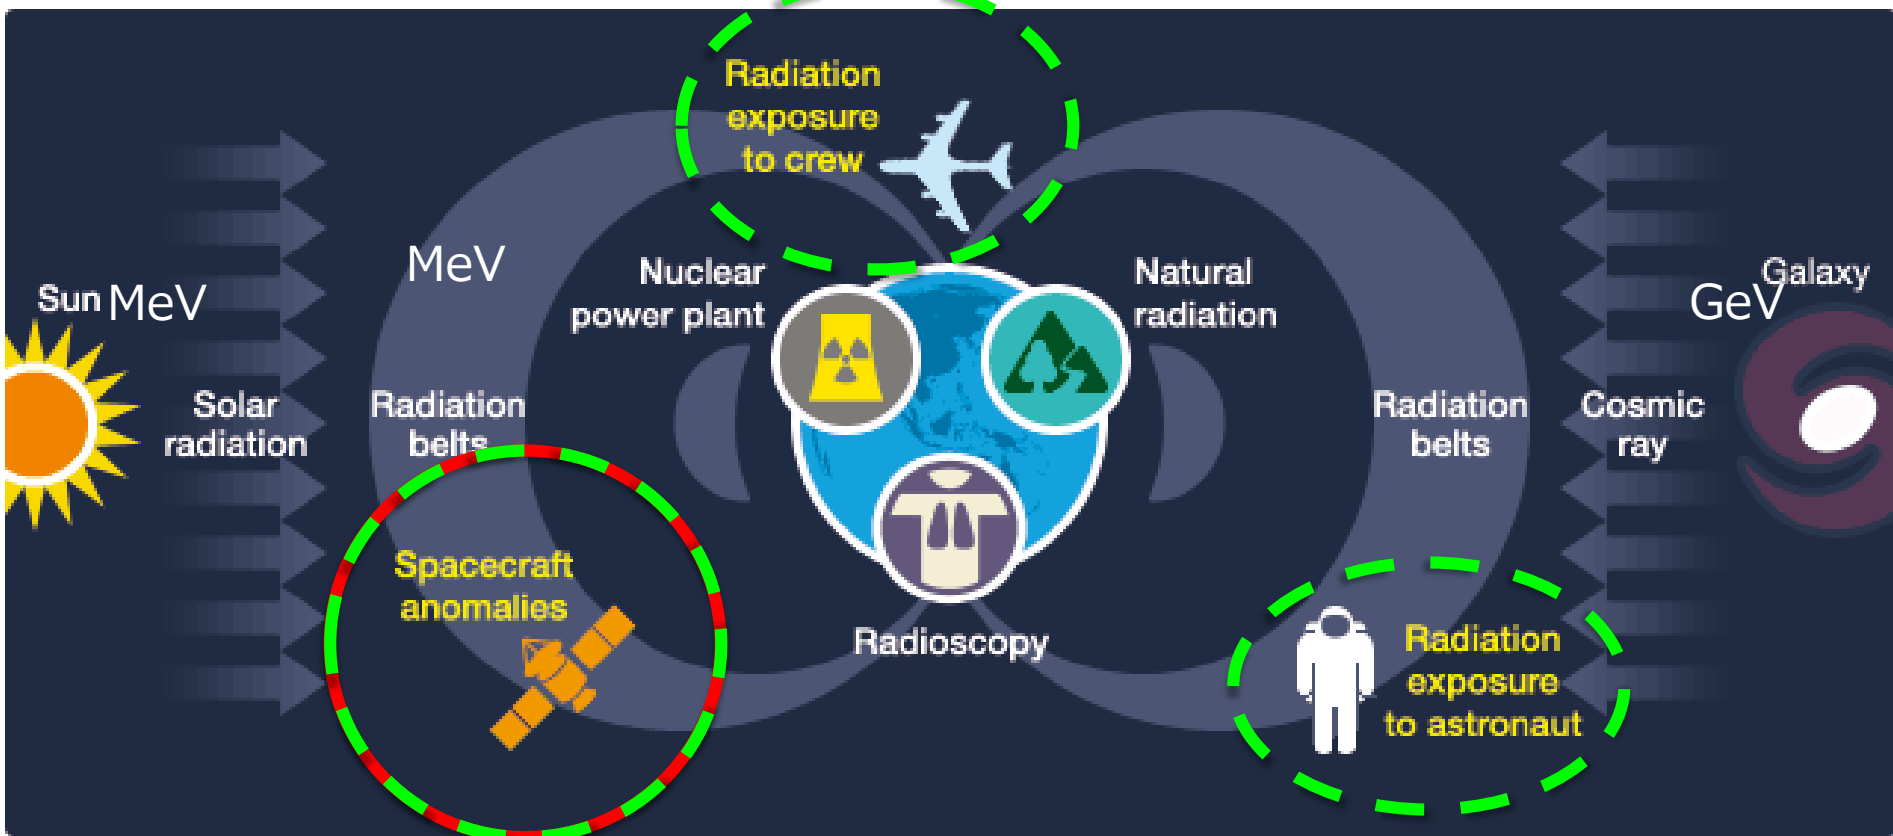 Radiation
exposure
to crew
MeV
Nuclear
power plant
Natural
radiation
Sun
MeV
Galaxy
GeV
Solar
radiation
Radiation
belts
Radiation
belts
Cosmic
ray
Spacecraft
anomalies
Radioscopy
Radiation
exposure
to astronaut